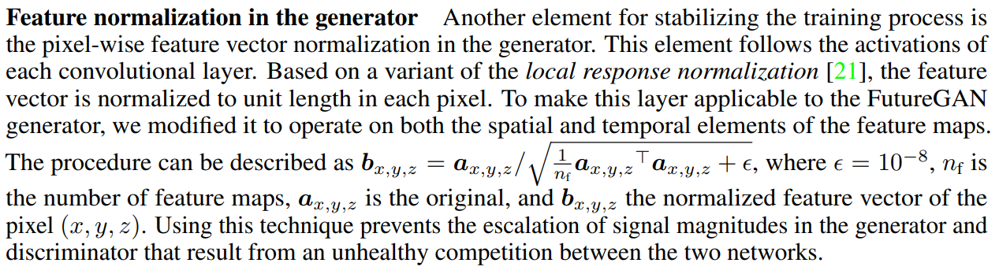 Feature normalization in the generator Another element for stabilizing the training process is
the pixel-wise feature vector normalization in the generator. This element follows the activations of
each convolutional layer. Based on a variant of the local response normalization [21], the feature
vector is normalized to unit length in each pixel. To make this layer applicable to the FutureGAN
generator, we modified it to operate on both the spatial and temporal elements of the feature maps.
The procedure can be described as $\boldsymbol{b}_{x,y,z} = \boldsymbol{a}_{x,y,z}/\sqrt{\frac{1}{n_{\mathrm{f}}}\boldsymbol{a}_{x,y,z}{}^{\top}\boldsymbol{a}_{x,y,z} + \epsilon}$, where $\epsilon = 10^{-8}$, $n_{\mathrm{f}}$ is
the number of feature maps, $\boldsymbol{a}_{x,y,z}$ is the original, and $\boldsymbol{b}_{x,y,z}$ the normalized feature vector of the
pixel $(x, y, z)$. Using this technique prevents the escalation of signal magnitudes in the generator and
discriminator that result from an unhealthy competition between the two networks.